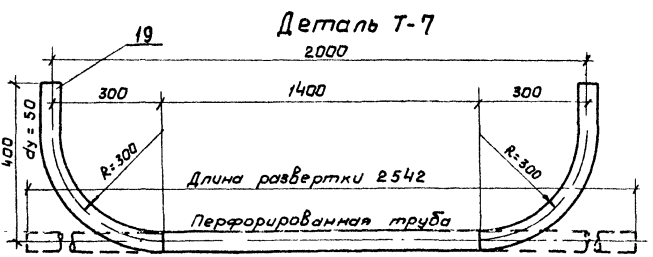 Деталь Т-7
19
2000
300 1400 300
400
dу = 50
R=300
R=300
Длина развертки 2542
Перфорированная труба